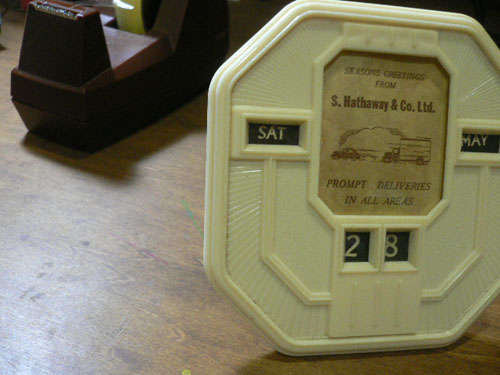 SEASONS GREETINGS
FROM
S. Hathaway & Co. Ltd.
SAT
MAY
PROMPT DELIVERIES
IN ALL AREAS
2 8